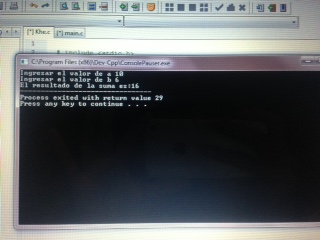 [*] Khe.c
[*] main.c
1
# include<stdio.h>
C:\Program Files (x86)\Dev-Cpp\ConsolePauser.exe
Ingresar el valor de a 10
Ingresar el valor de b 6
El resultado de la suma es:16
--------------------------------
Process exited with return value 29
Press any key to continue . . .